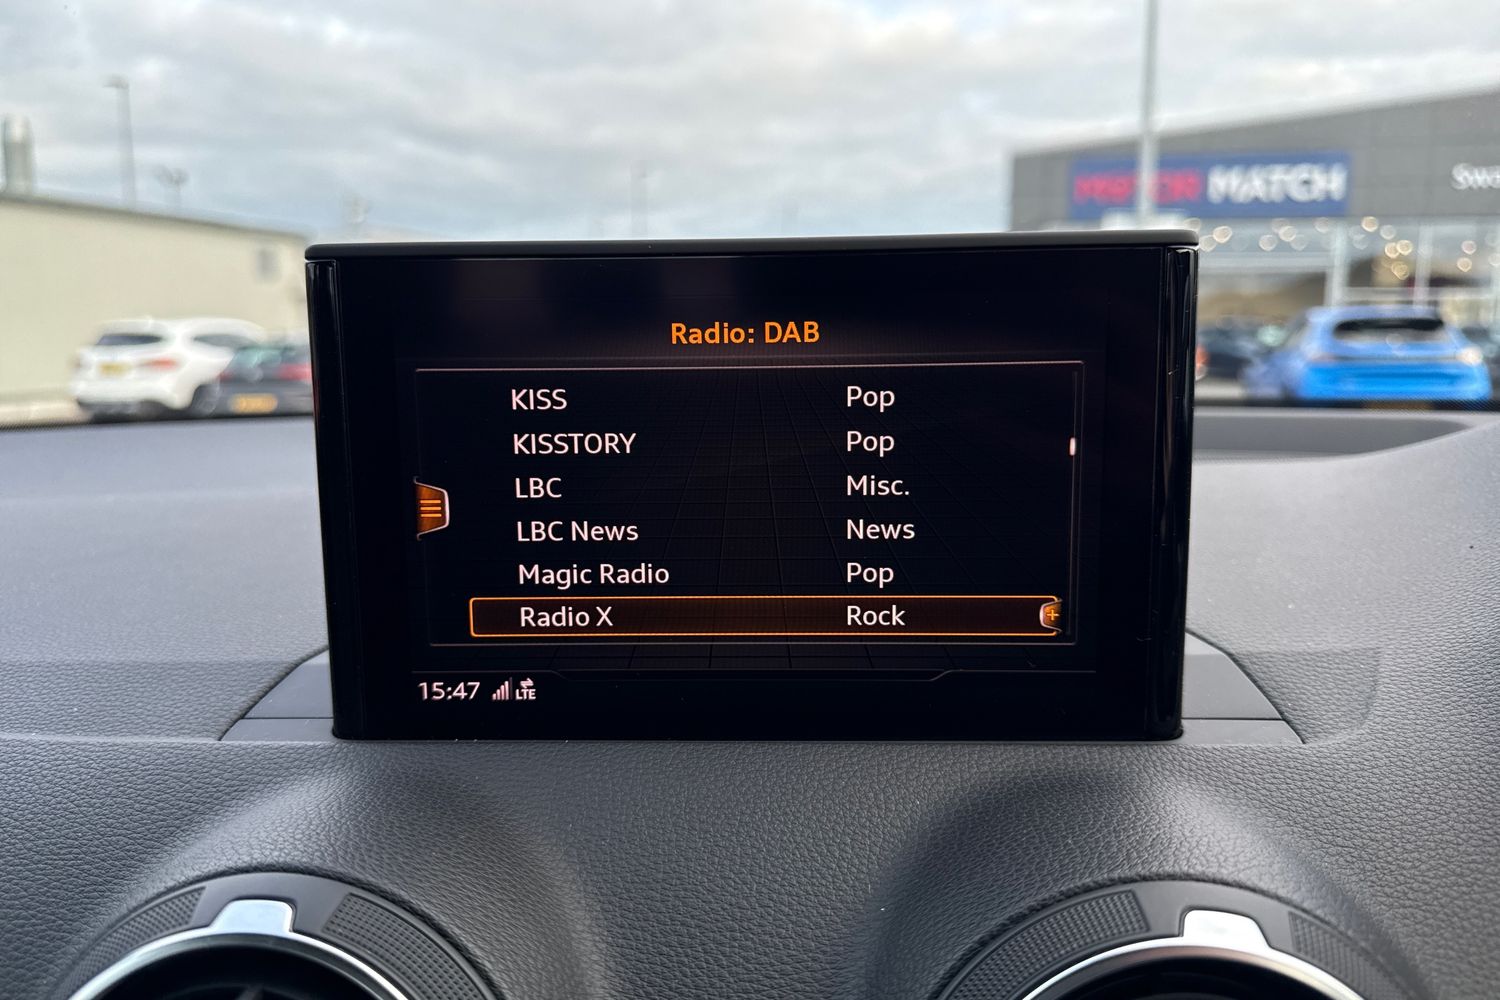 MOTOR MATCH
Radio: DAB
KISS Pop
KISSTORY Pop
LBC Misc.
LBC News News
Magic Radio Pop
Radio X Rock
15:47 LTE